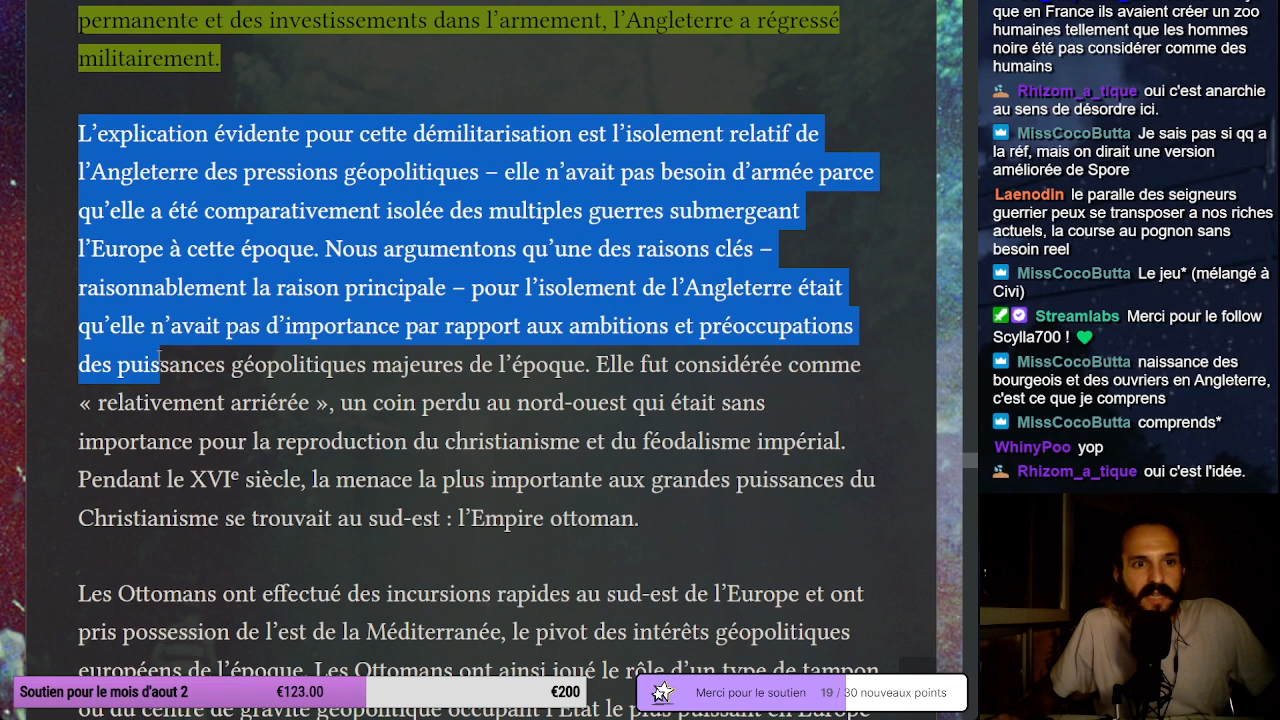 permanente et des investissements dans l’armement, l’Angleterre a régressé
militairement.
L’explication évidente pour cette démilitarisation est l’isolement relatif de
l’Angleterre des pressions géopolitiques – elle n’avait pas besoin d’armée parce
qu’elle a été comparativement isolée des multiples guerres submergeant
l’Europe à cette époque. Nous argumentons qu’une des raisons clés –
raisonnablement la raison principale – pour l’isolement de l’Angleterre était
qu’elle n’avait pas d’importance par rapport aux ambitions et préoccupations
des puissances géopolitiques majeures de l’époque. Elle fut considérée comme
« relativement arriérée », un coin perdu au nord-ouest qui était sans
importance pour la reproduction du christianisme et du féodalisme impérial.
Pendant le XVIe siècle, la menace la plus importante aux grandes puissances du
Christianisme se trouvait au sud-est : l’Empire ottoman.
Les Ottomans ont effectué des incursions rapides au sud-est de l’Europe et ont
pris possession de l’est de la Méditerranée, le pivot des intérêts géopolitiques
européens de l’époque. Les Ottomans ont ainsi joué le rôle d’un type de tampon
ou du centre de gravité géopolitique occupant l’État le plus puissant en Europe
Soutien pour le mois d'aout 2 €123.00 €200
Merci pour le soutien 19 / 30 nouveaux points
que en France ils avaient créer un zoo
humaines tellement que les hommes
noire été pas considérer comme des
humains
Rhizom_a_tique oui c'est anarchie
au sens de désordre ici.
MissCocoButta Je sais pas si qq a
la réf, mais on dirait une version
améliorée de Spore
Laenodin le paralle des seigneurs
guerrier peux se transposer a nos riches
actuels, la course au pognon sans
besoin reel
MissCocoButta Le jeu* (mélangé à
Civi)
Streamlabs Merci pour le follow
Scylla700 !
MissCocoButta naissance des
bourgeois et des ouvriers en Angleterre,
c'est ce que je comprens
MissCocoButta comprends*
WhinyPoo yop
Rhizom_a_tique oui c'est l'idée.